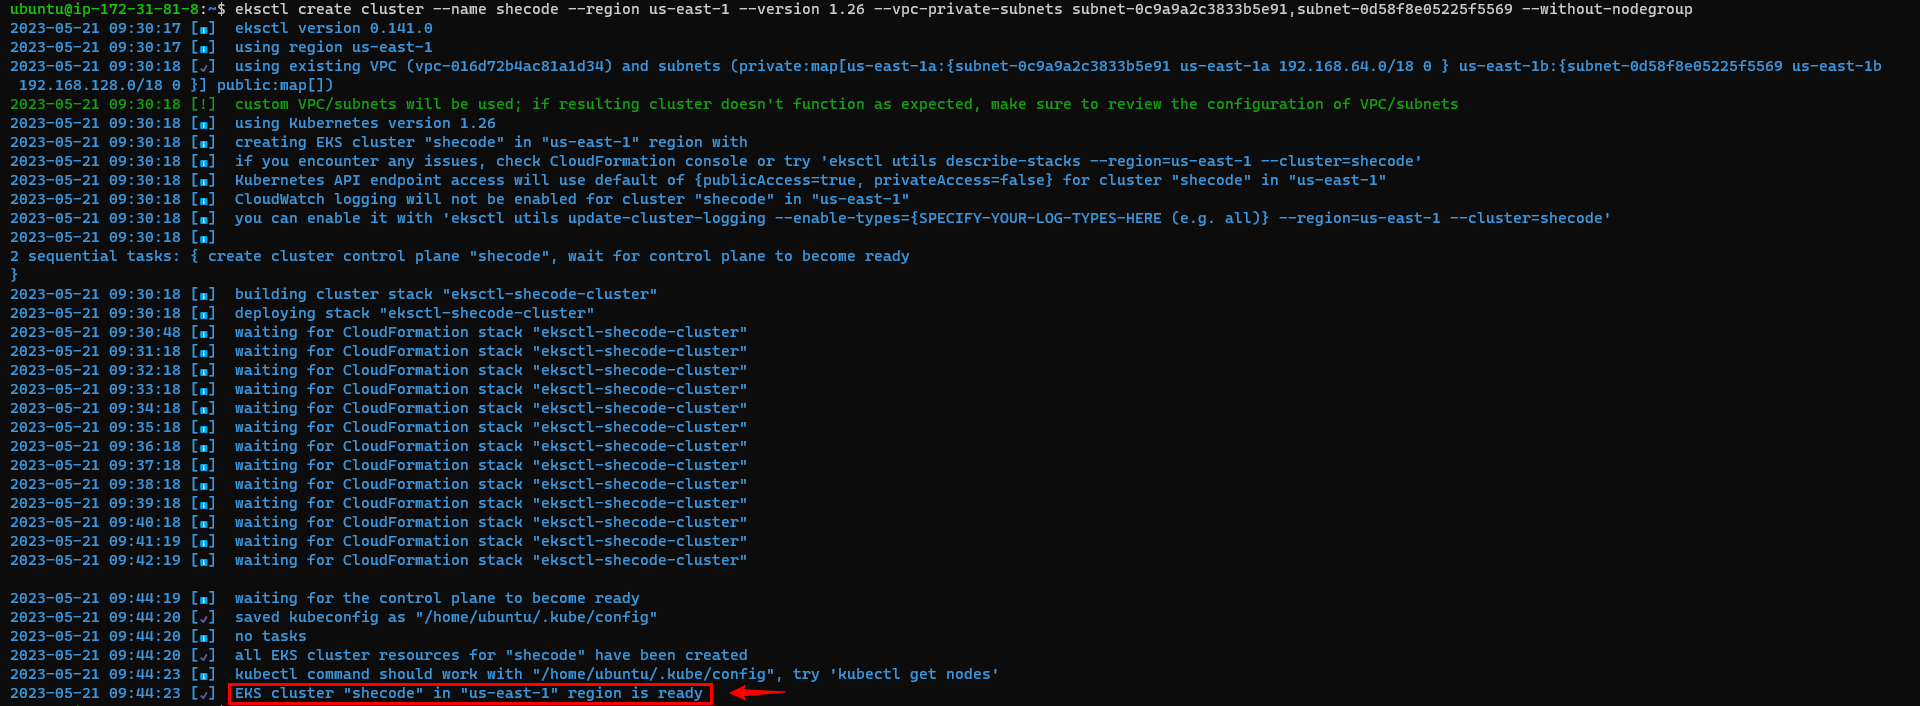 ubuntu@ip-172-31-81-8:~$ eksctl create cluster --name shecode --region us-east-1 --version 1.26 --vpc-private-subnets subnet-0c9a9a2c3833b5e91,subnet-0d58f8e05225f5569 --without-nodegroup
2023-05-21 09:30:17 [ℹ]  eksctl version 0.141.0
2023-05-21 09:30:17 [ℹ]  using region us-east-1
2023-05-21 09:30:18 [✓]  using existing VPC (vpc-016d72b4ac81a1d34) and subnets (private:map[us-east-1a:{subnet-0c9a9a2c3833b5e91 us-east-1a 192.168.64.0/18 0 } us-east-1b:{subnet-0d58f8e05225f5569 us-east-1b
192.168.128.0/18 0 }] public:map[])
2023-05-21 09:30:18 [!]  custom VPC/subnets will be used; if resulting cluster doesn't function as expected, make sure to review the configuration of VPC/subnets
2023-05-21 09:30:18 [ℹ]  using Kubernetes version 1.26
2023-05-21 09:30:18 [ℹ]  creating EKS cluster "shecode" in "us-east-1" region with
2023-05-21 09:30:18 [ℹ]  if you encounter any issues, check CloudFormation console or try 'eksctl utils describe-stacks --region=us-east-1 --cluster=shecode'
2023-05-21 09:30:18 [ℹ]  Kubernetes API endpoint access will use default of {publicAccess=true, privateAccess=false} for cluster "shecode" in "us-east-1"
2023-05-21 09:30:18 [ℹ]  CloudWatch logging will not be enabled for cluster "shecode" in "us-east-1"
2023-05-21 09:30:18 [ℹ]  you can enable it with 'eksctl utils update-cluster-logging --enable-types={SPECIFY-YOUR-LOG-TYPES-HERE (e.g. all)} --region=us-east-1 --cluster=shecode'
2023-05-21 09:30:18 [ℹ]
2 sequential tasks: { create cluster control plane "shecode", wait for control plane to become ready
}
2023-05-21 09:30:18 [ℹ]  building cluster stack "eksctl-shecode-cluster"
2023-05-21 09:30:18 [ℹ]  deploying stack "eksctl-shecode-cluster"
2023-05-21 09:30:48 [ℹ]  waiting for CloudFormation stack "eksctl-shecode-cluster"
2023-05-21 09:31:18 [ℹ]  waiting for CloudFormation stack "eksctl-shecode-cluster"
2023-05-21 09:32:18 [ℹ]  waiting for CloudFormation stack "eksctl-shecode-cluster"
2023-05-21 09:33:18 [ℹ]  waiting for CloudFormation stack "eksctl-shecode-cluster"
2023-05-21 09:34:18 [ℹ]  waiting for CloudFormation stack "eksctl-shecode-cluster"
2023-05-21 09:35:18 [ℹ]  waiting for CloudFormation stack "eksctl-shecode-cluster"
2023-05-21 09:36:18 [ℹ]  waiting for CloudFormation stack "eksctl-shecode-cluster"
2023-05-21 09:37:18 [ℹ]  waiting for CloudFormation stack "eksctl-shecode-cluster"
2023-05-21 09:38:18 [ℹ]  waiting for CloudFormation stack "eksctl-shecode-cluster"
2023-05-21 09:39:18 [ℹ]  waiting for CloudFormation stack "eksctl-shecode-cluster"
2023-05-21 09:40:18 [ℹ]  waiting for CloudFormation stack "eksctl-shecode-cluster"
2023-05-21 09:41:19 [ℹ]  waiting for CloudFormation stack "eksctl-shecode-cluster"
2023-05-21 09:42:19 [ℹ]  waiting for CloudFormation stack "eksctl-shecode-cluster"
2023-05-21 09:44:19 [ℹ]  waiting for the control plane to become ready
2023-05-21 09:44:20 [✓]  saved kubeconfig as "/home/ubuntu/.kube/config"
2023-05-21 09:44:20 [ℹ]  no tasks
2023-05-21 09:44:20 [✓]  all EKS cluster resources for "shecode" have been created
2023-05-21 09:44:23 [ℹ]  kubectl command should work with "/home/ubuntu/.kube/config", try 'kubectl get nodes'
2023-05-21 09:44:23 [✓]  EKS cluster "shecode" in "us-east-1" region is ready